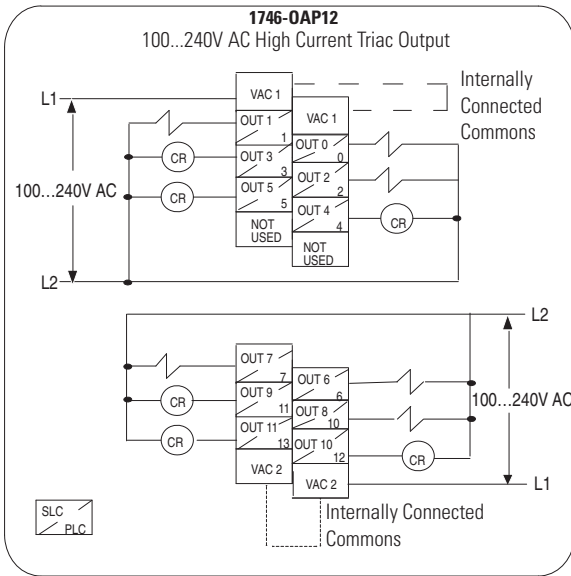 1746-OAP12
100...240V AC High Current Triac Output
Internally
Connected
Commons
L1
VAC 1
VAC 1
OUT 1
1
OUT 0
0
CR
OUT 3
3
OUT 2
2
100...240V AC
CR
OUT 5
5
OUT 4
4
CR
NOT
USED
NOT
USED
L2
L2
OUT 7
7
OUT 6
6
CR
OUT 9
11
OUT 8
10
100...240V AC
CR
OUT 11
13
OUT 10
12
CR
VAC 2
VAC 2
L1
SLC
PLC
Internally Connected
Commons